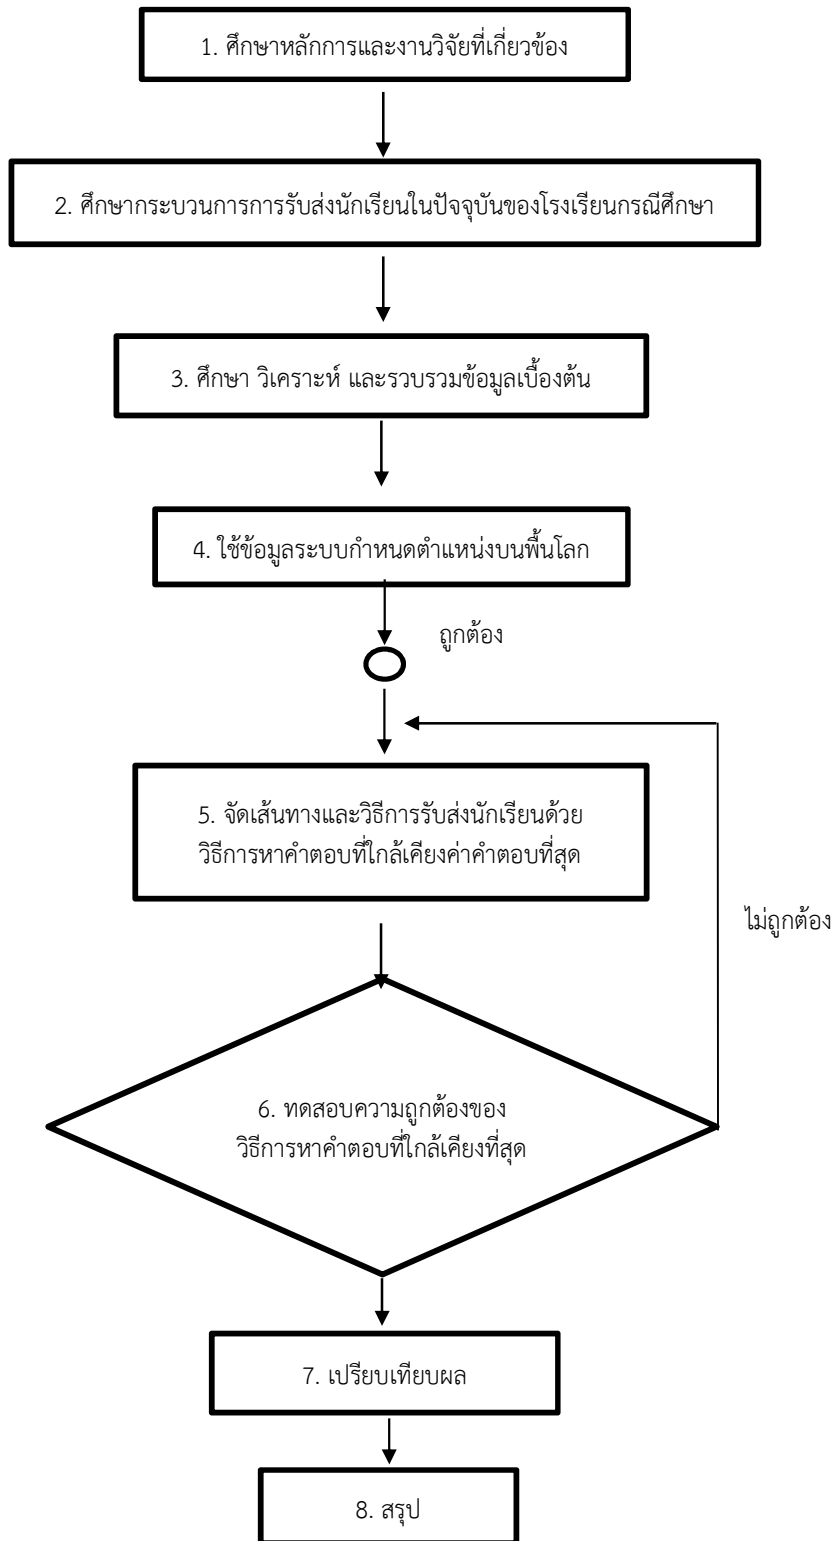 1. ศึกษาหลักการและงานวิจัยที่เกี่ยวข้อง
2. ศึกษากระบวนการการรับส่งนักเรียนในปัจจุบันของโรงเรียนกรณีศึกษา
3. ศึกษา วิเคราะห์ และรวบรวมข้อมูลเบื้องต้น
4. ใช้ข้อมูลระบบกำหนดตำแหน่งบนพื้นโลก
ถูกต้อง
5. จัดเส้นทางและวิธีการรับส่งนักเรียนด้วย
วิธีการหาคำตอบที่ใกล้เคียงค่าคำตอบที่สุด
ไม่ถูกต้อง
6. ทดสอบความถูกต้องของ
วิธีการหาคำตอบที่ใกล้เคียงที่สุด
7. เปรียบเทียบผล
8. สรุป